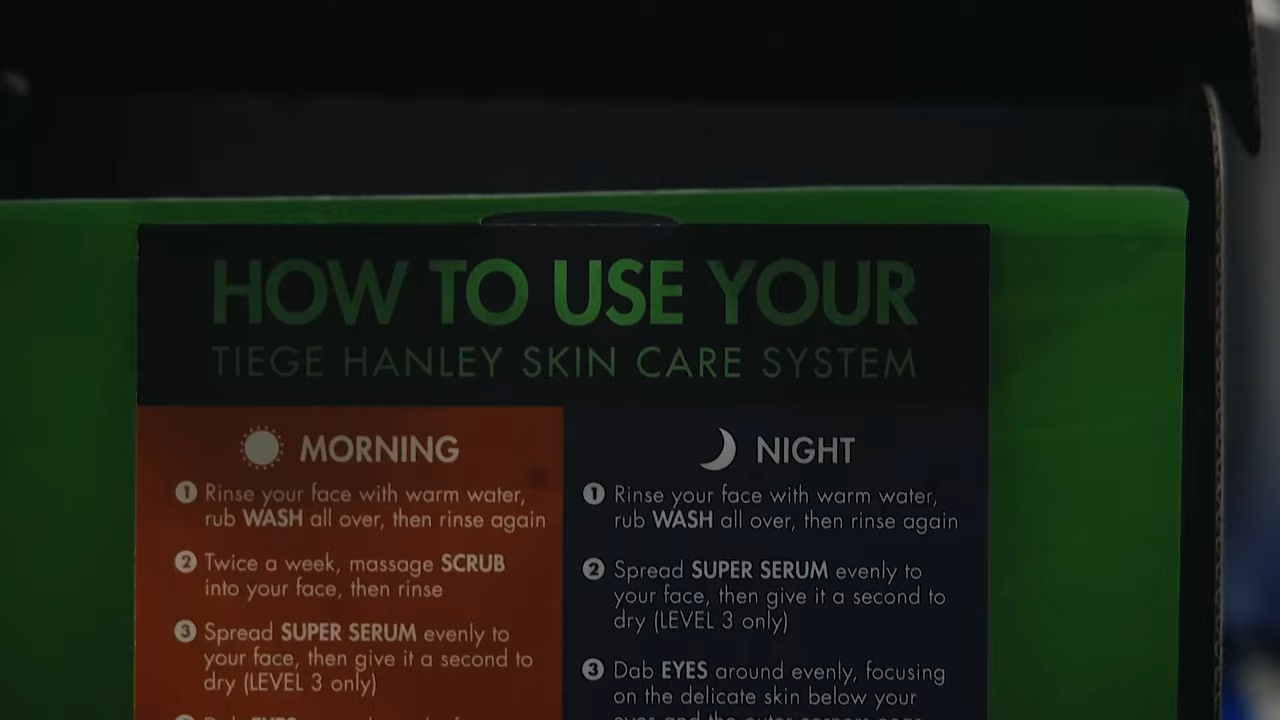 HOW TO USE YOUR
TIEGE HANLEY SKIN CARE SYSTEM
MORNING
1 Rinse your face with warm water,
rub WASH all over, then rinse again
2 Twice a week, massage SCRUB
into your face, then rinse
3 Spread SUPER SERUM evenly to
your face, then give it a second to
dry (LEVEL 3 only)
NIGHT
1 Rinse your face with warm water,
rub WASH all over, then rinse again
2 Spread SUPER SERUM evenly to
your face, then give it a second to
dry (LEVEL 3 only)
3 Dab EYES around evenly, focusing
on the delicate skin below your